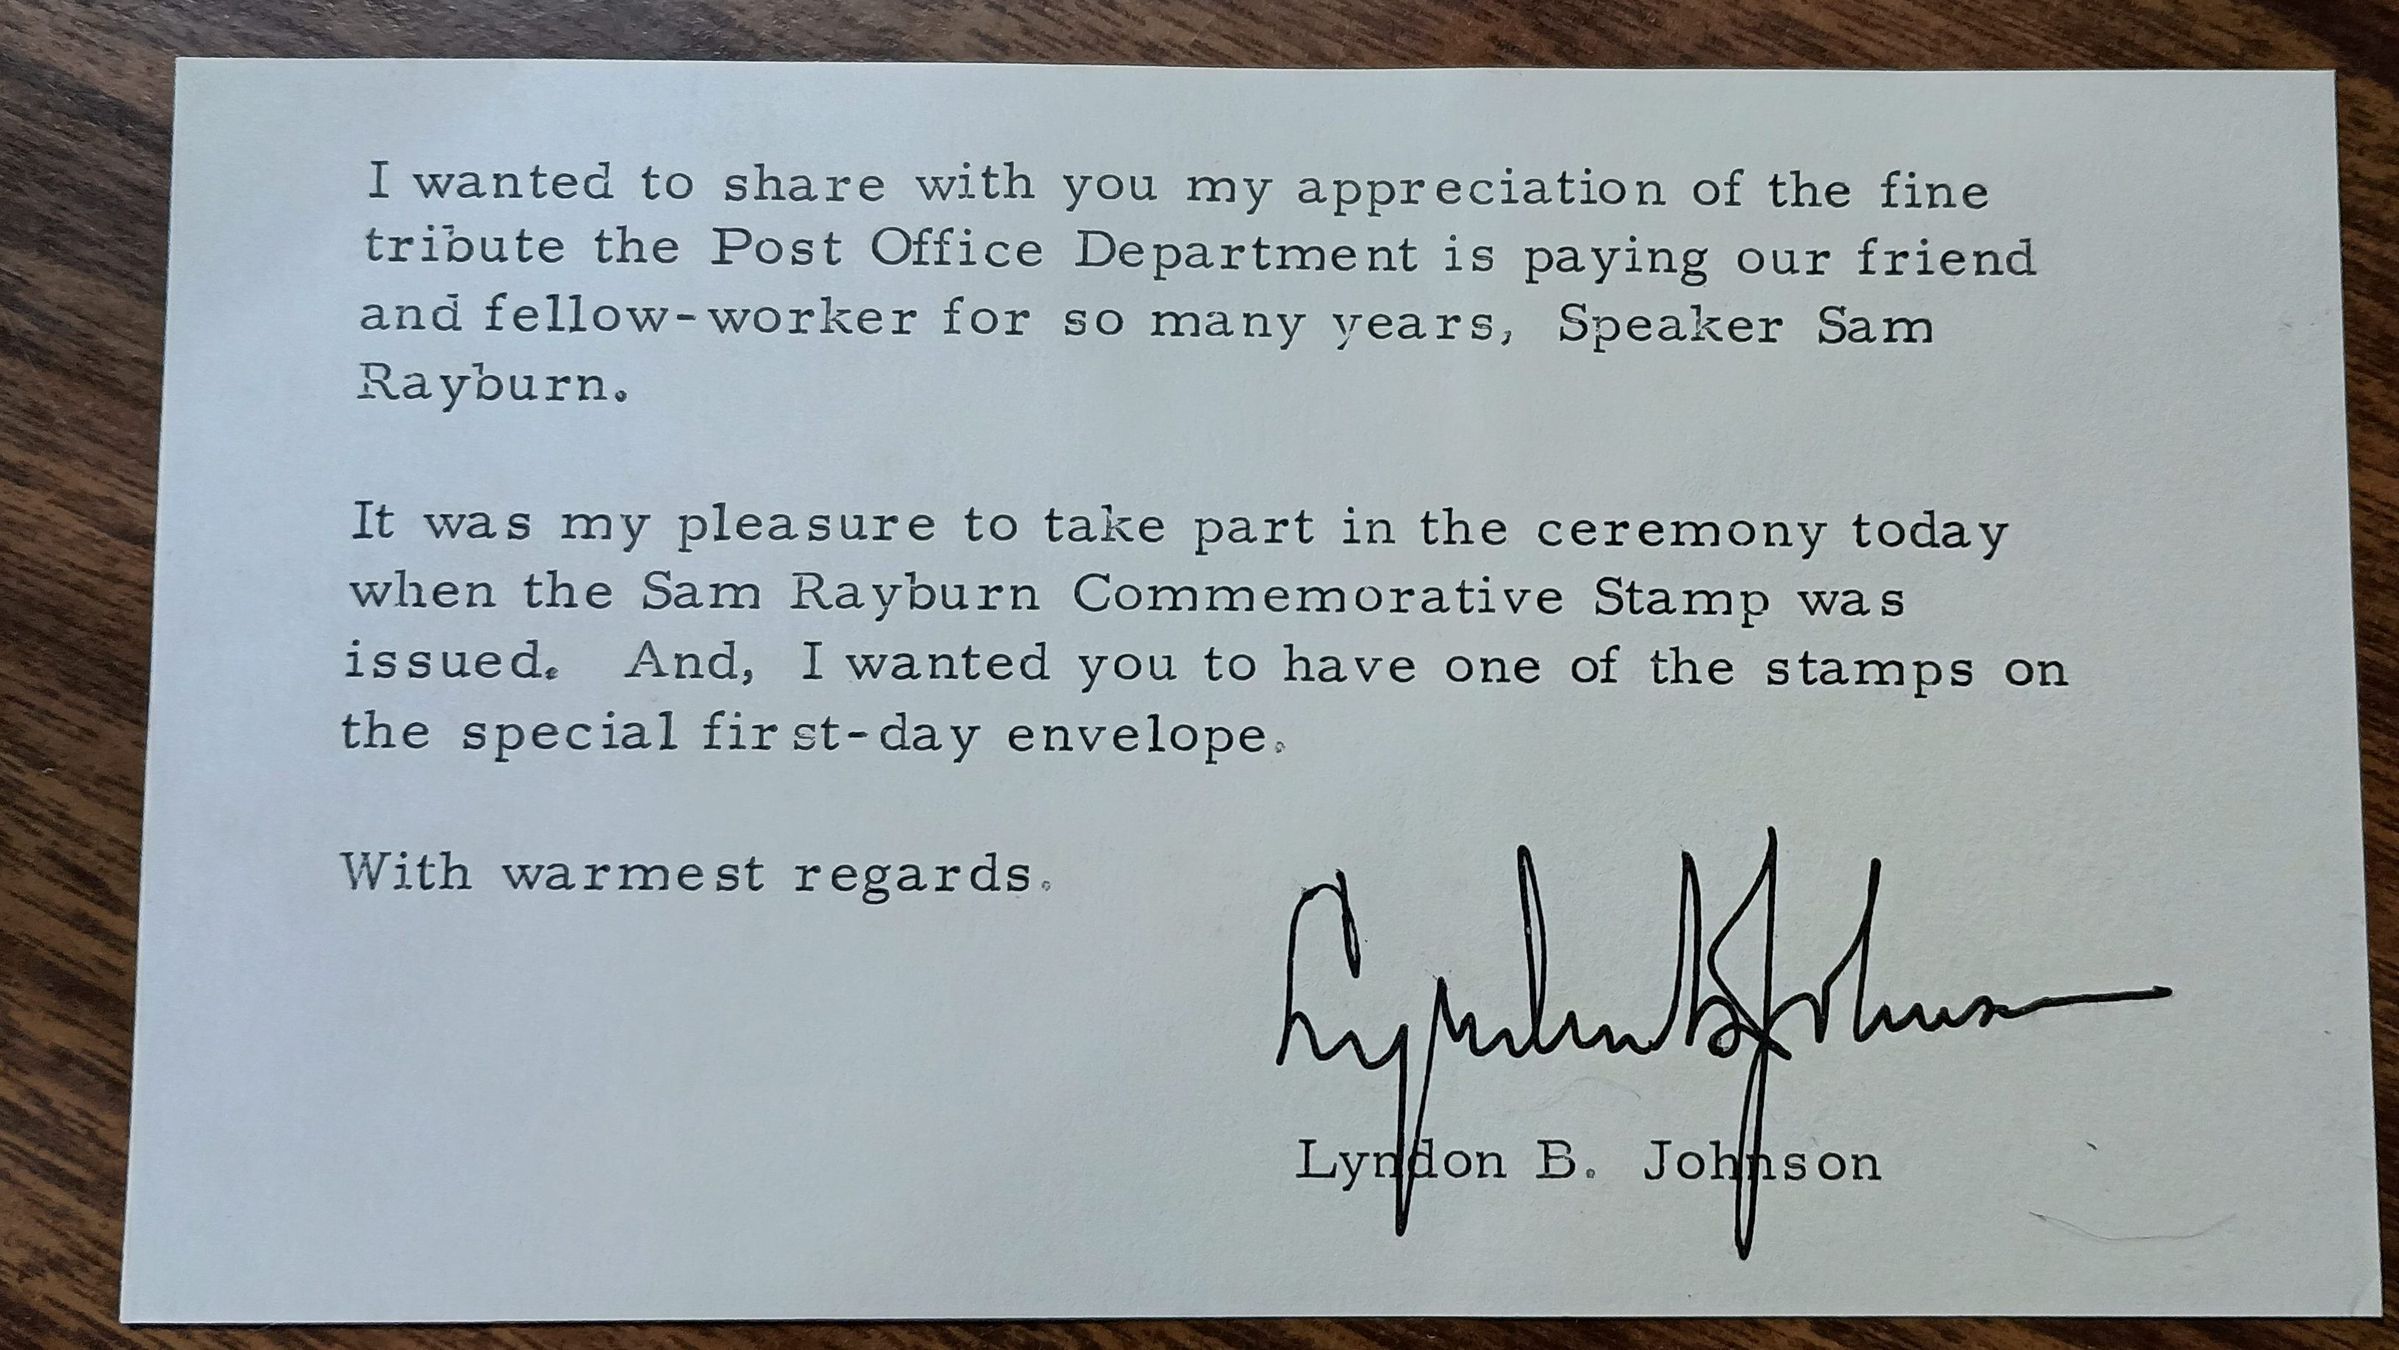 I wanted to share with you my appreciation of the fine
tribute the Post Office Department is paying our friend
and fellow-worker for so many years, Speaker Sam
Rayburn.
It was my pleasure to take part in the ceremony today
when the Sam Rayburn Commemorative Stamp was
issued. And, I wanted you to have one of the stamps on
the special first-day envelope.
With warmest regards.
Lyndon B Johnson
Lyndon B. Johnson